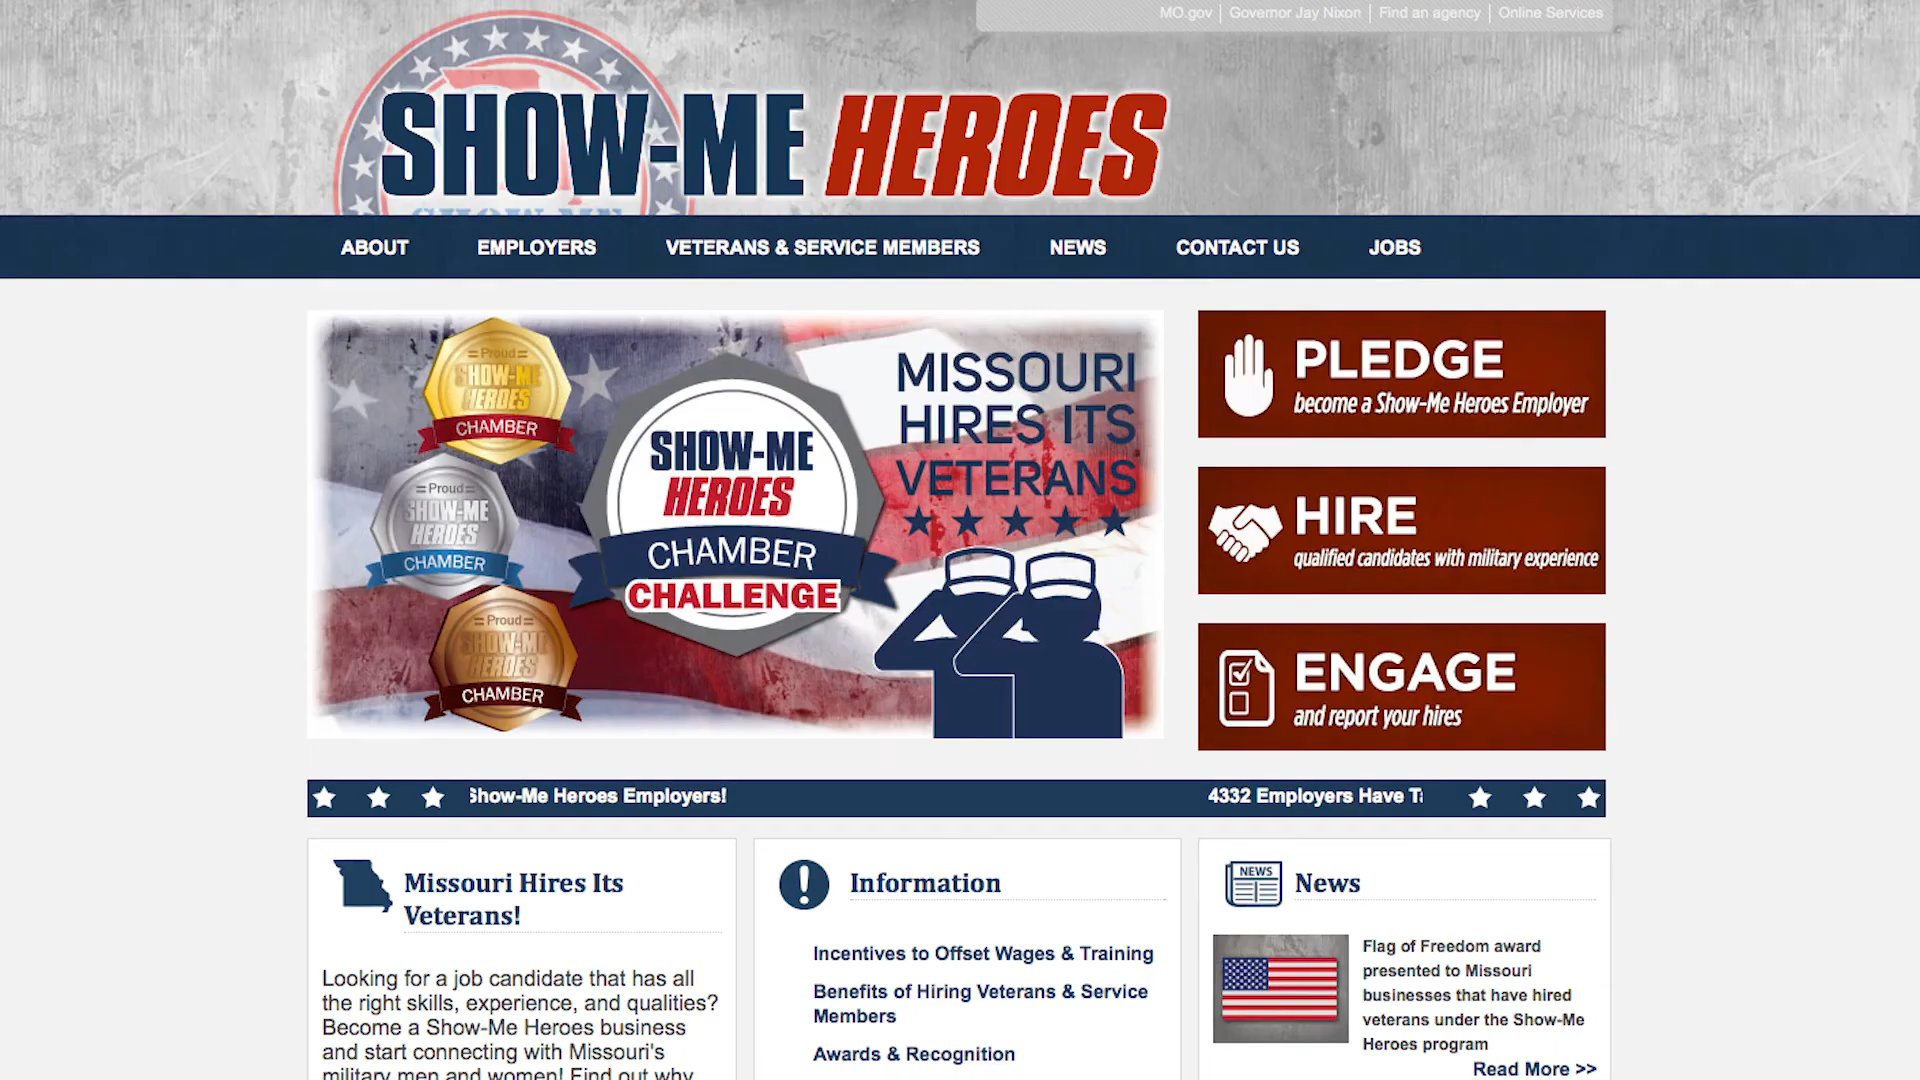 MO.gov | Governor Jay Nixon | Find an agency | Online Services
SHOW-ME HEROES
ABOUT EMPLOYERS VETERANS & SERVICE MEMBERS NEWS CONTACT US JOBS
Proud
SHOW-ME
HEROES
CHAMBER
Proud
SHOW-ME
HEROES
CHAMBER
Proud
SHOW-ME
HEROES
CHAMBER
SHOW-ME
HEROES
CHAMBER
CHALLENGE
MISSOURI
HIRES ITS
VETERANS
PLEDGE
become a Show-Me Heroes Employer
HIRE
qualified candidates with military experience
ENGAGE
and report your hires
Show-Me Heroes Employers! 4332 Employers Have
Missouri Hires Its
Veterans!
Looking for a job candidate that has all
the right skills, experience, and qualities?
Become a Show-Me Heroes business
and start connecting with Missouri's
military men and women! Find out why
Information
Incentives to Offset Wages & Training
Benefits of Hiring Veterans & Service
Members
Awards & Recognition
NEWS
News
Flag of Freedom award
presented to Missouri
businesses that have hired
veterans under the Show-Me
Heroes program
Read More >>